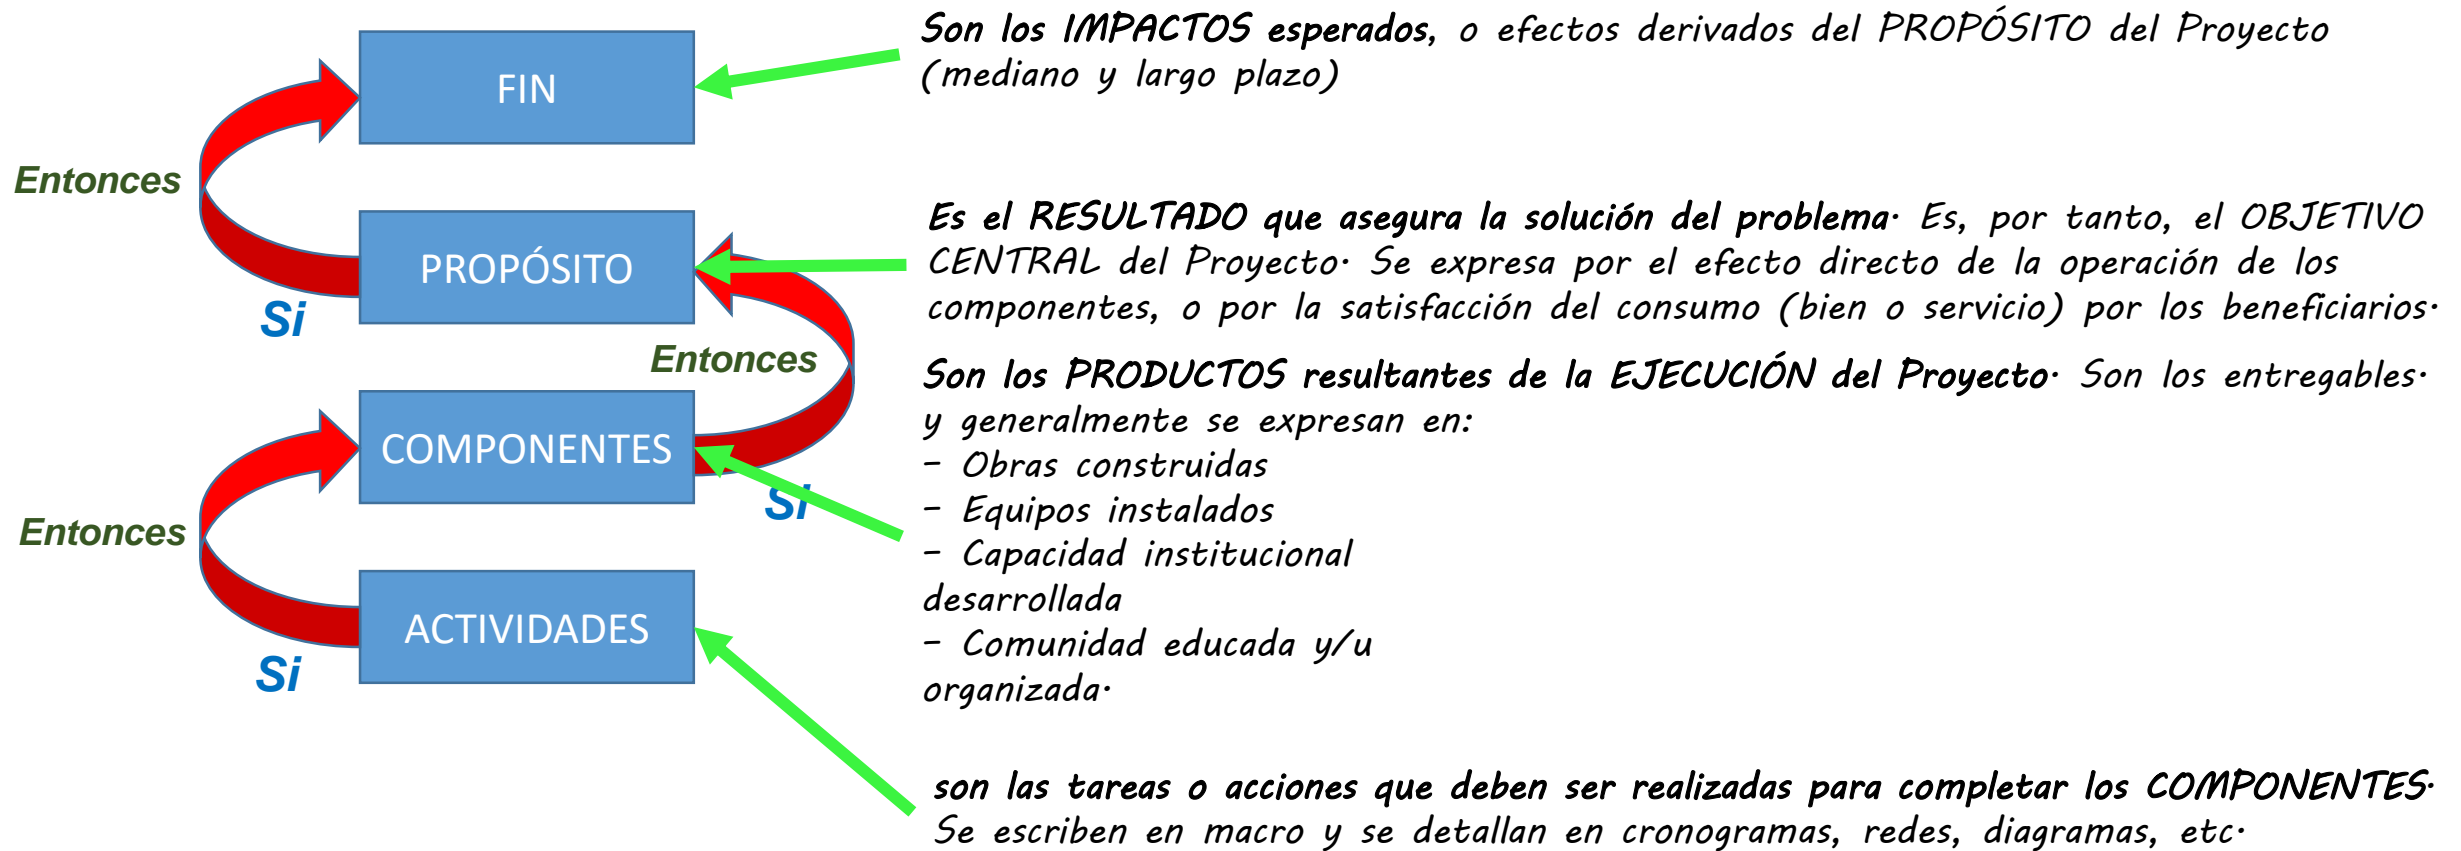 Son los IMPACTOS esperados, o efectos derivados del PROPÓSITO del Proyecto
(mediano y largo plazo)
FIN
Entonces
Es el RESULTADO que asegura la solución del problema. Es, por tanto, el OBJETIVO
CENTRAL del Proyecto. Se expresa por el efecto directo de la operación de los
componentes, o por la satisfacción del consumo (bien o servicio) por los beneficiarios.
PROPÓSITO
Si
Entonces
Son los PRODUCTOS resultantes de la EJECUCIÓN del Proyecto. Son los entregables.
y generalmente se expresan en:
- Obras construidas
- Equipos instalados
- Capacidad institucional
desarrollada
- Comunidad educada y/u
organizada.
COMPONENTES
Si
Entonces
ACTIVIDADES
Si
son las tareas o acciones que deben ser realizadas para completar los COMPONENTES.
Se escriben en macro y se detallan en cronogramas, redes, diagramas, etc.